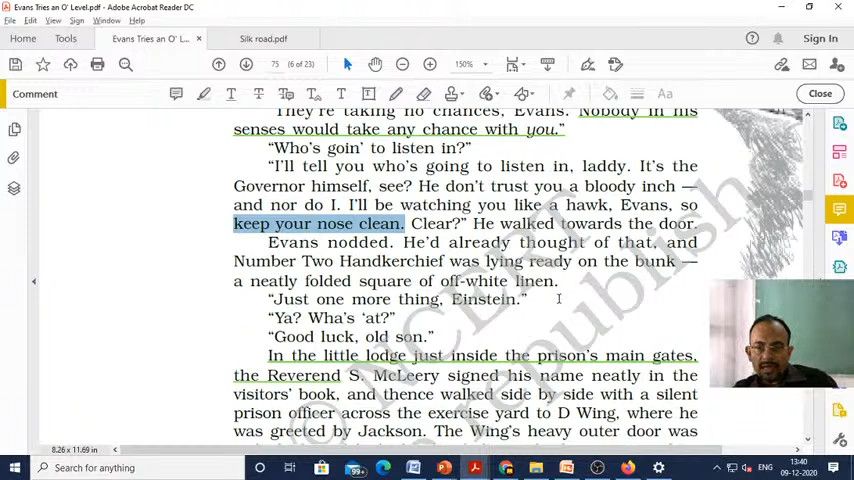 Evans Tries an O' Level.pdf - Adobe Acrobat Reader DC
File Edit View Sign Window Help
Home Tools Evans Tries an O' L... × Silk road.pdf Sign In
75 (6 of 23) 150%
Comment Close
They're taking no chances, Evans. Nobody in his
senses would take any chance with you."
"Who's goin' to listen in?"
"I'll tell you who's going to listen in, laddy. It's the
Governor himself, see? He don't trust you a bloody inch —
and nor do I. I'll be watching you like a hawk, Evans, so
keep your nose clean. Clear?" He walked towards the door.
Evans nodded. He'd already thought of that, and
Number Two Handkerchief was lying ready on the bunk —
a neatly folded square of off-white linen.
"Just one more thing, Einstein."
"Ya? Wha's 'at?"
"Good luck, old son."
In the little lodge just inside the prison's main gates,
the Reverend S. McLeery signed his name neatly in the
visitors' book, and thence walked side by side with a silent
prison officer across the exercise yard to D Wing, where he
was greeted by Jackson. The Wing's heavy outer door was
© NCERT
republish
8.26 x 11.69 in
Search for anything
99+
ENG
13:40
09-12-2020